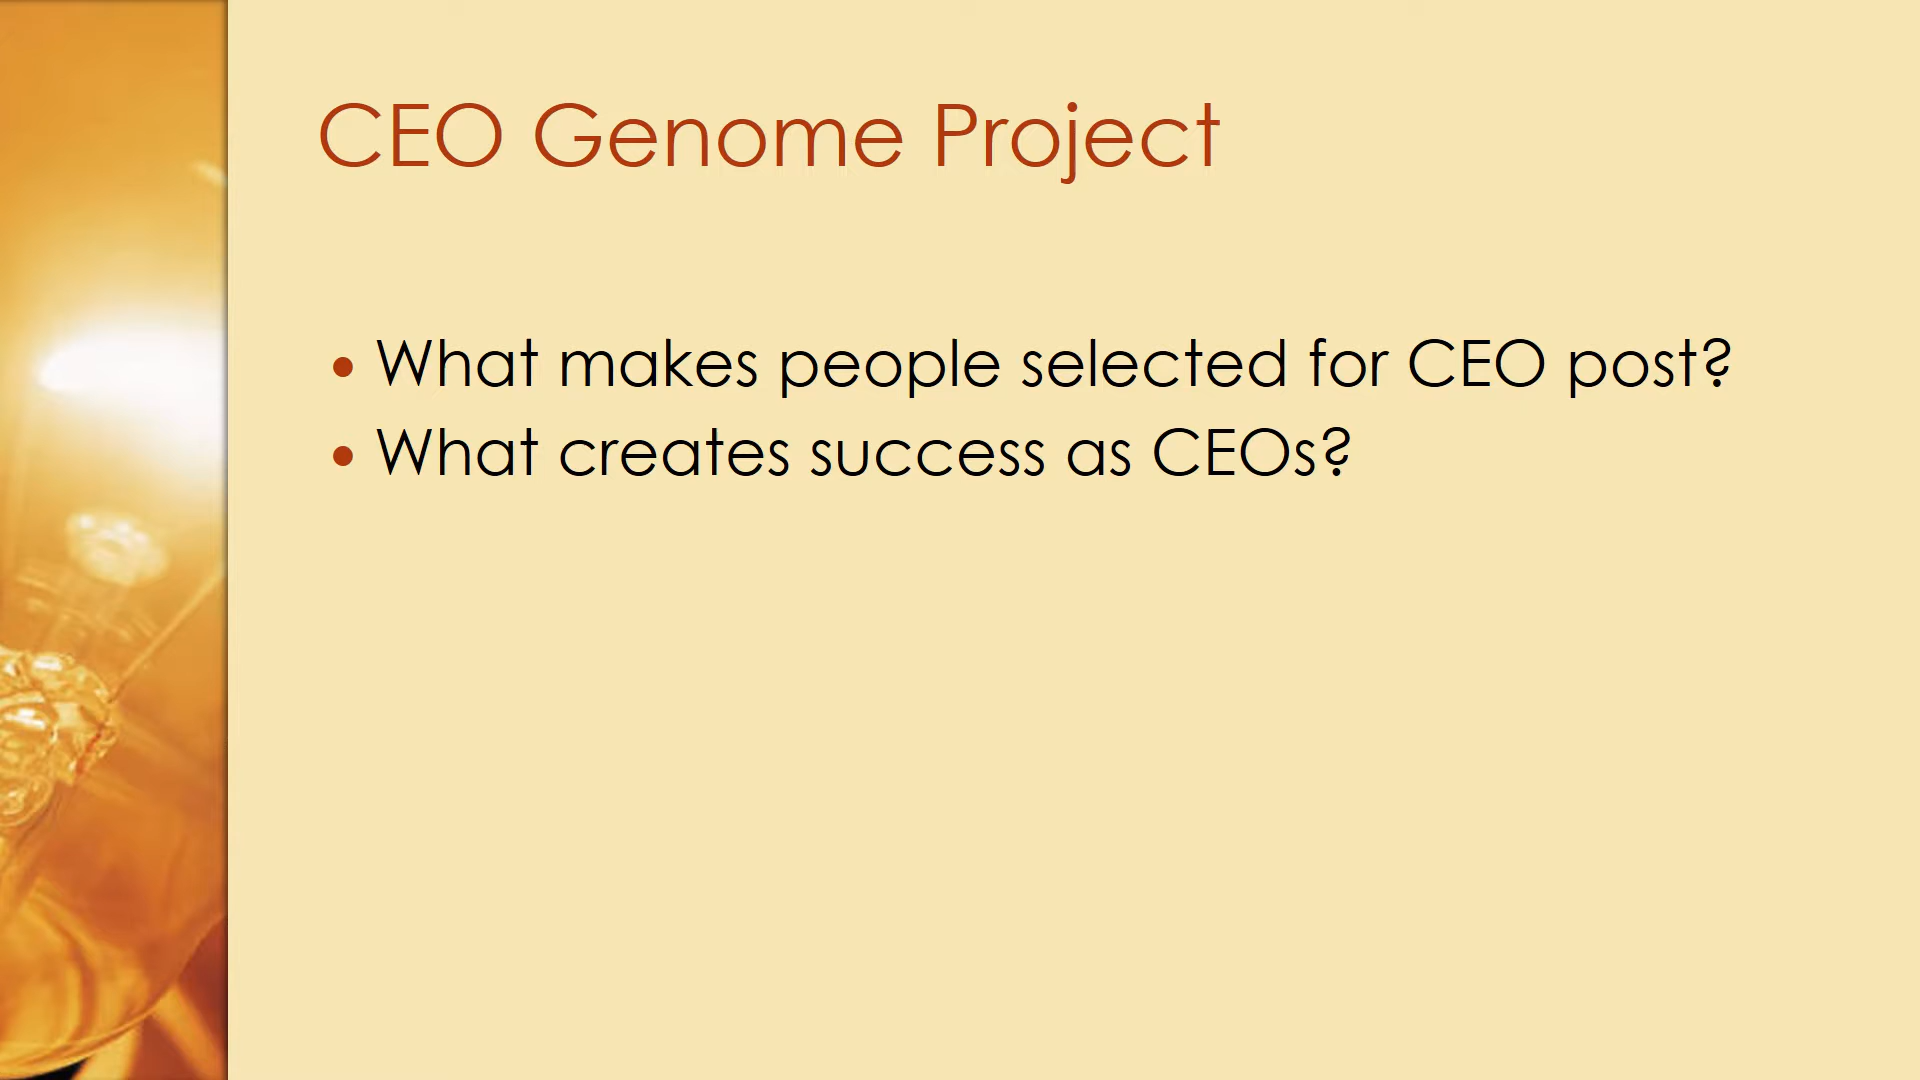 CEO Genome Project
• What makes people selected for CEO post?
• What creates success as CEOs?